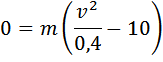 0 = m(v²/0,4 − 10)